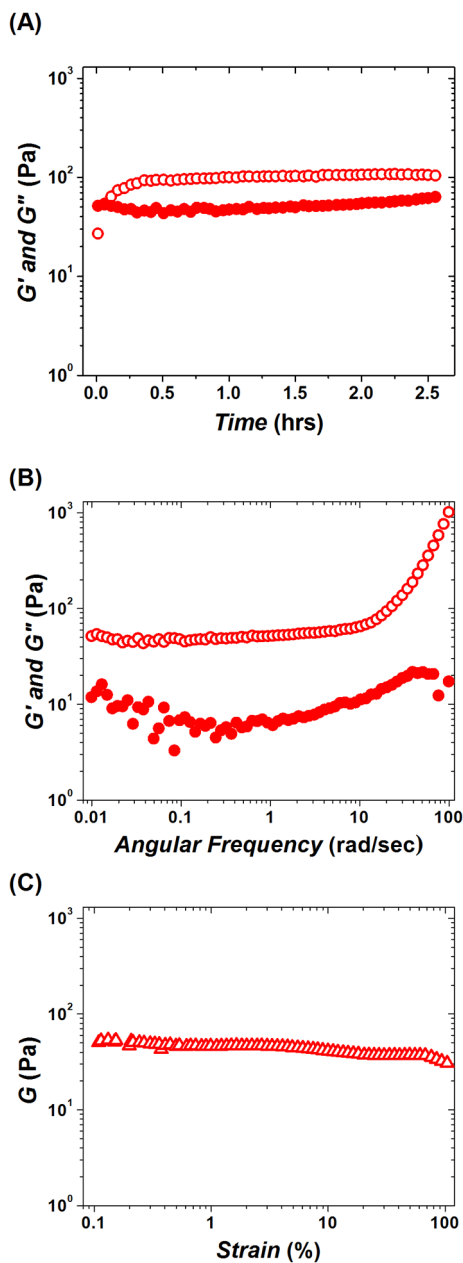 (A)
10³
10²
10¹
10⁰
G' and G" (Pa)
0.0 0.5 1.0 1.5 2.0 2.5
Time (hrs)
(B)
10³
10²
10¹
10⁰
G' and G" (Pa)
0.01 0.1 1 10 100
Angular Frequency (rad/sec)
(C)
10³
10²
10¹
10⁰
G (Pa)
0.1 1 10 100
Strain (%)